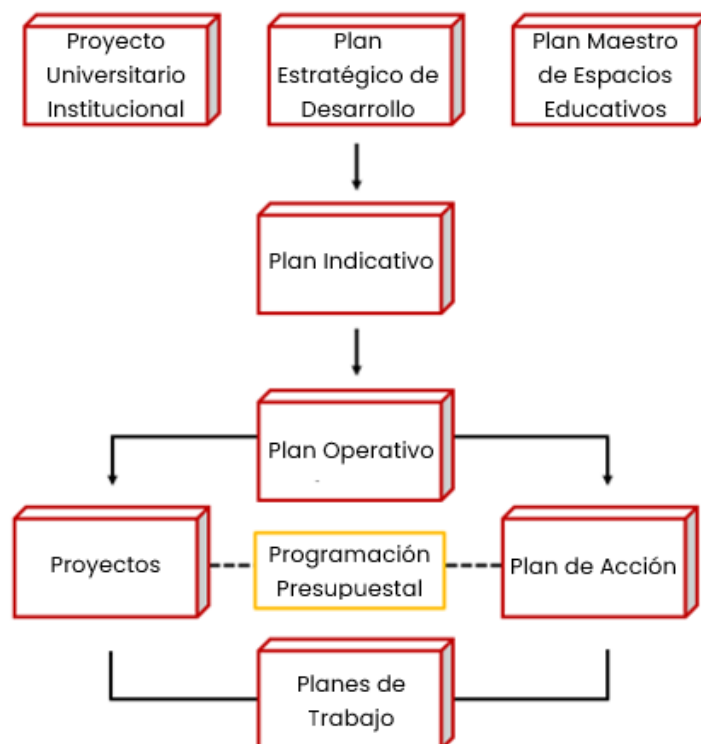 Proyecto
Universitario
Institucional
Plan
Estratégico de
Desarrollo
Plan Maestro
de Espacios
Educativos
Plan Indicativo
Plan Operativo
Proyectos
Programación
Presupuestal
Plan de Acción
Planes de
Trabajo